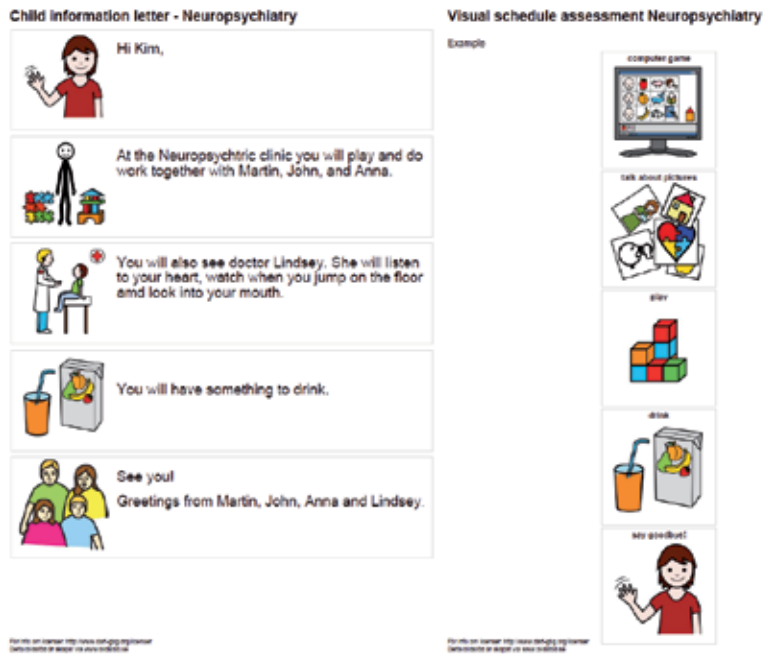 Child information letter - Neuropsychiatry
Hi Kim,
At the Neuropsychtric clinic you will play and do
work together with Martin, John, and Anna.
You will also see doctor Lindsey. She will listen
to your heart, watch when you jump on the floor
amd look into your mouth.
You will have something to drink.
See you!
Greetings from Martin, John, Anna and Lindsey.
Visual schedule assessment Neuropsychiatry
Example
computer game
talk about pictures
play
drink
say goodbye!